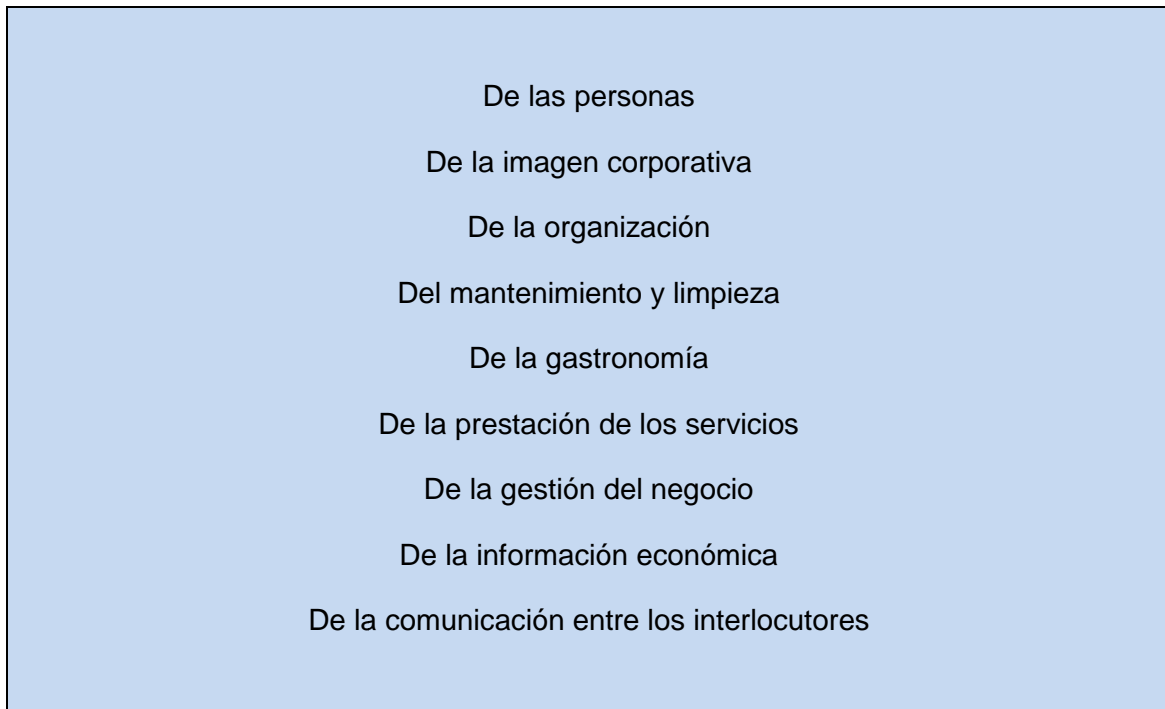 De las personas
De la imagen corporativa
De la organización
Del mantenimiento y limpieza
De la gastronomía
De la prestación de los servicios
De la gestión del negocio
De la información económica
De la comunicación entre los interlocutores